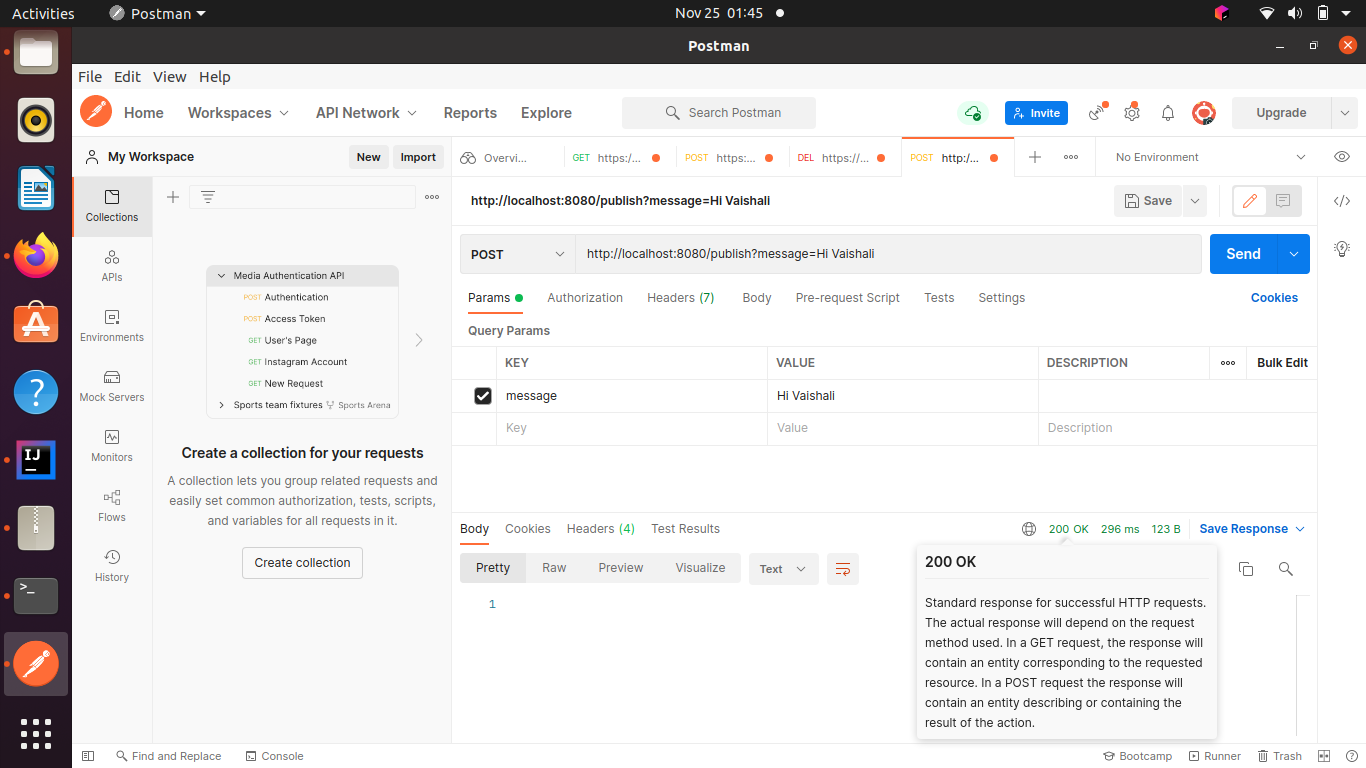 Activities Postman Nov 25 01:45
Postman
File Edit View Help
Home Workspaces API Network Reports Explore Search Postman Invite Upgrade
My Workspace New Import
Overvi... GET https:/... POST https:... DEL https://... POST http:/... No Environment
http://localhost:8080/publish?message=Hi Vaishali Save
POST http://localhost:8080/publish?message=Hi Vaishali Send
Params Authorization Headers (7) Body Pre-request Script Tests Settings Cookies
Query Params
KEY VALUE DESCRIPTION Bulk Edit
message Hi Vaishali
Key Value Description
Collections
APIs
Environments
Mock Servers
Monitors
Flows
History
Media Authentication API
POST Authentication
POST Access Token
GET User's Page
GET Instagram Account
GET New Request
Sports team fixtures Sports Arena
Create a collection for your requests
A collection lets you group related requests and
easily set common authorization, tests, scripts,
and variables for all requests in it.
Create collection
Body Cookies Headers (4) Test Results 200 OK 296 ms 123 B Save Response
Pretty Raw Preview Visualize Text
1
200 OK
Standard response for successful HTTP requests.
The actual response will depend on the request
method used. In a GET request, the response will
contain an entity corresponding to the requested
resource. In a POST request the response will
contain an entity describing or containing the
result of the action.
IJ
>_
Find and Replace Console Bootcamp Runner Trash